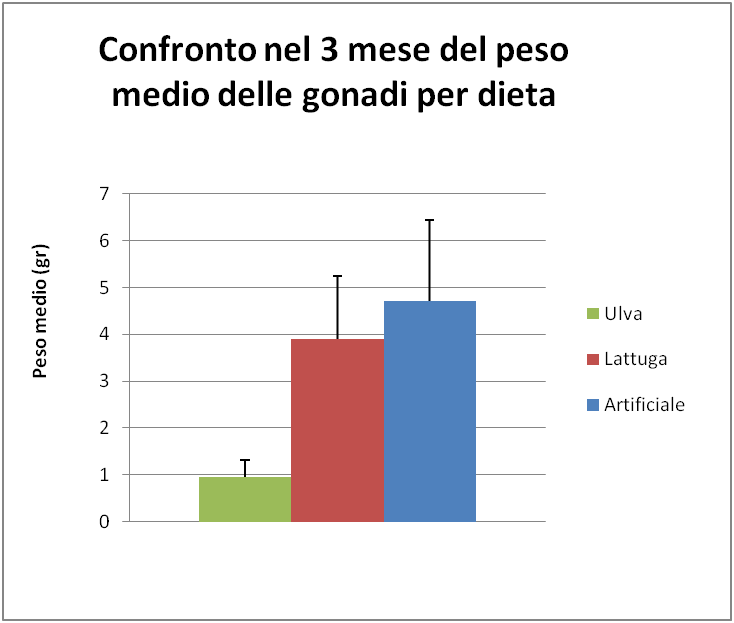 Confronto nel 3 mese del peso
medio delle gonadi per dieta
Peso medio (gr)
7
6
5
4
3
2
1
0
Ulva
Lattuga
Artificiale